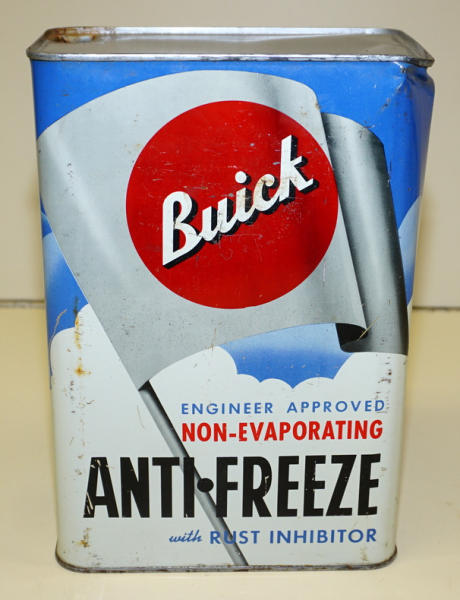 Buick
ENGINEER APPROVED
NON-EVAPORATING
ANTI•FREEZE
with RUST INHIBITOR